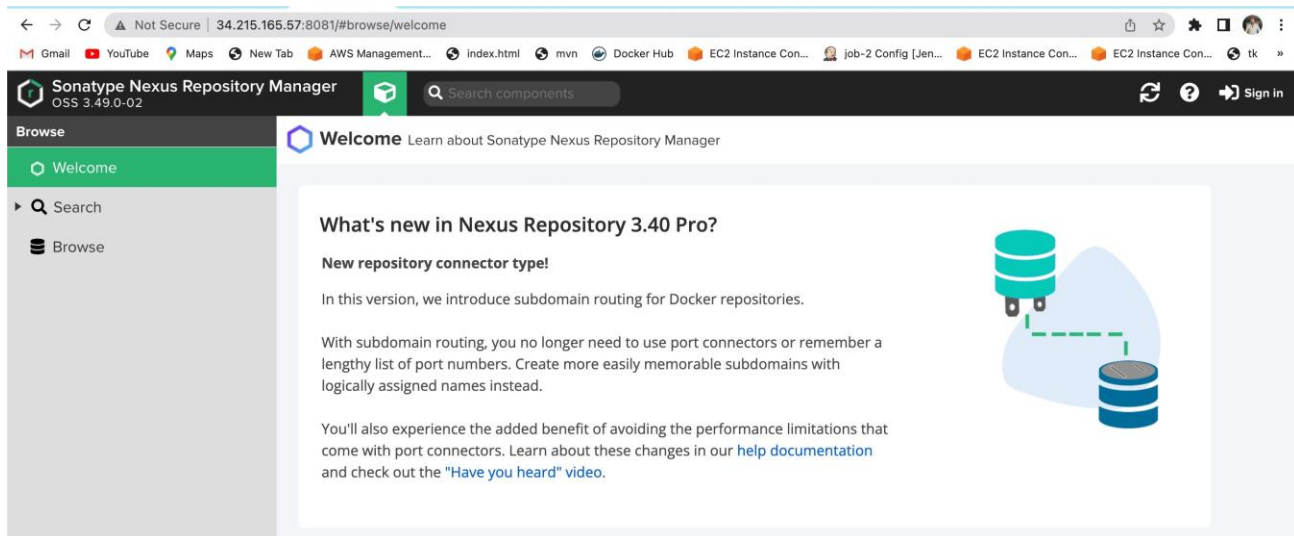 Not Secure | 34.215.165.57:8081/#browse/welcome
Gmail YouTube Maps New Tab AWS Management... index.html mvn Docker Hub EC2 Instance Con... job-2 Config [Jen... EC2 Instance Con... EC2 Instance Con... tk »
Sonatype Nexus Repository Manager
OSS 3.49.0-02
Search components
Sign in
Browse
Welcome Learn about Sonatype Nexus Repository Manager
Welcome
Search
Browse
What's new in Nexus Repository 3.40 Pro?
New repository connector type!
In this version, we introduce subdomain routing for Docker repositories.
With subdomain routing, you no longer need to use port connectors or remember a
lengthy list of port numbers. Create more easily memorable subdomains with
logically assigned names instead.
You'll also experience the added benefit of avoiding the performance limitations that
come with port connectors. Learn about these changes in our help documentation
and check out the "Have you heard" video.